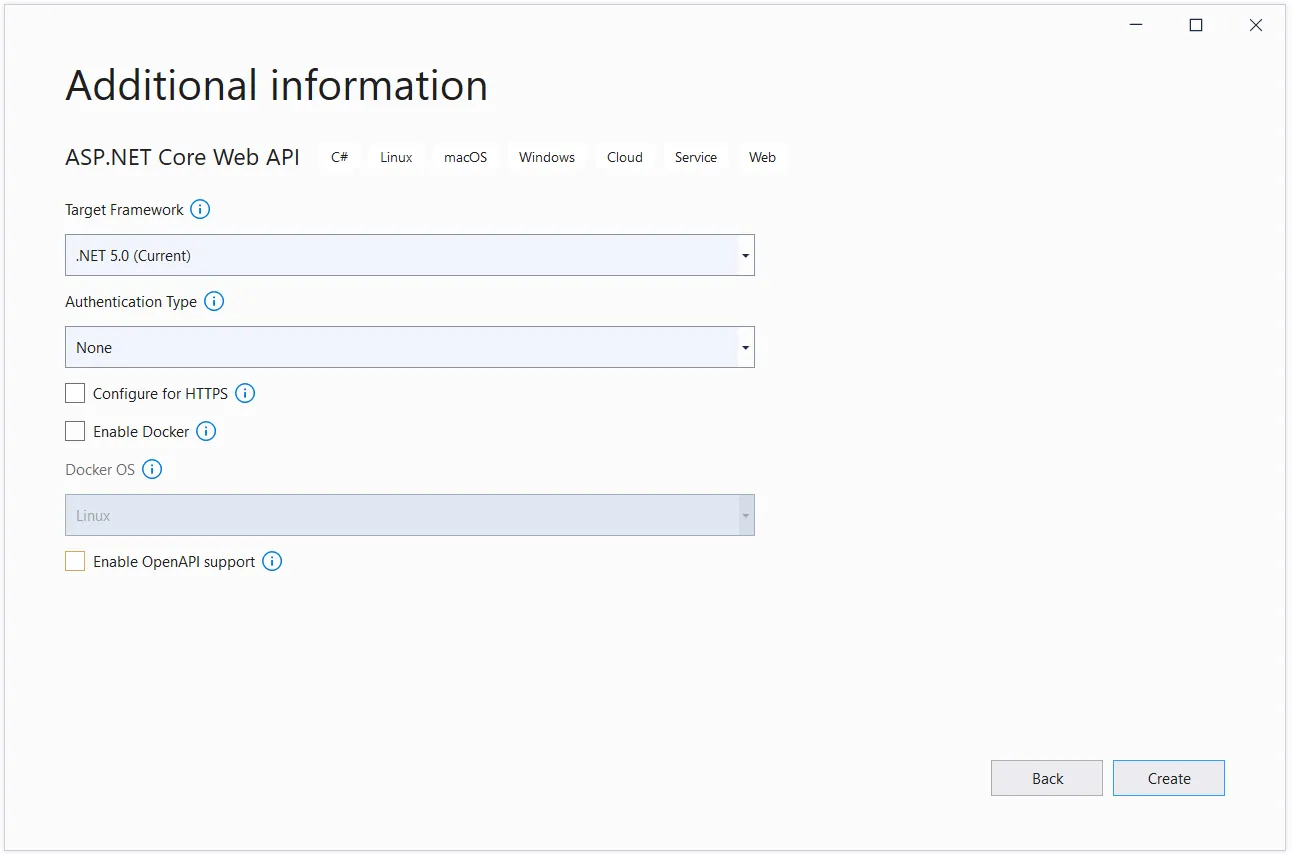 Additional information
ASP.NET Core Web API C# Linux macOS Windows Cloud Service Web
Target Framework
.NET 5.0 (Current)
Authentication Type
None
Configure for HTTPS
Enable Docker
Docker OS
Linux
Enable OpenAPI support
Back Create